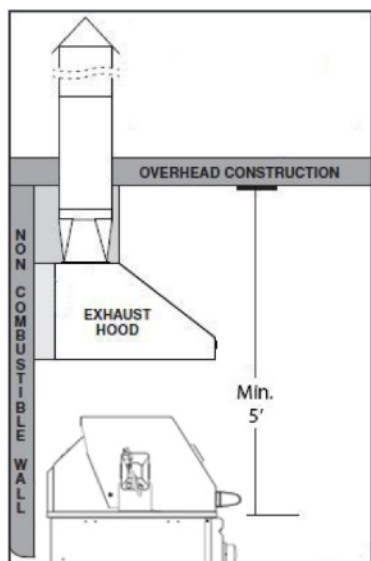 OVERHEAD CONSTRUCTION
NON COMBUSTIBLE WALL
EXHAUST
HOOD
Min.
5'